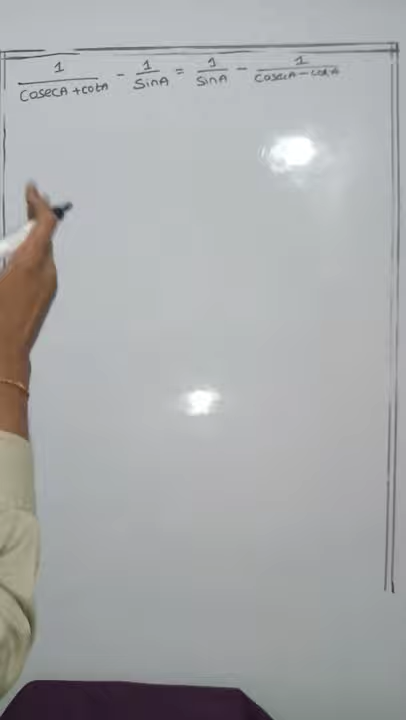 1/(CosecA + cotA) - 1/SinA = 1/SinA - 1/(CosecA - cotA)